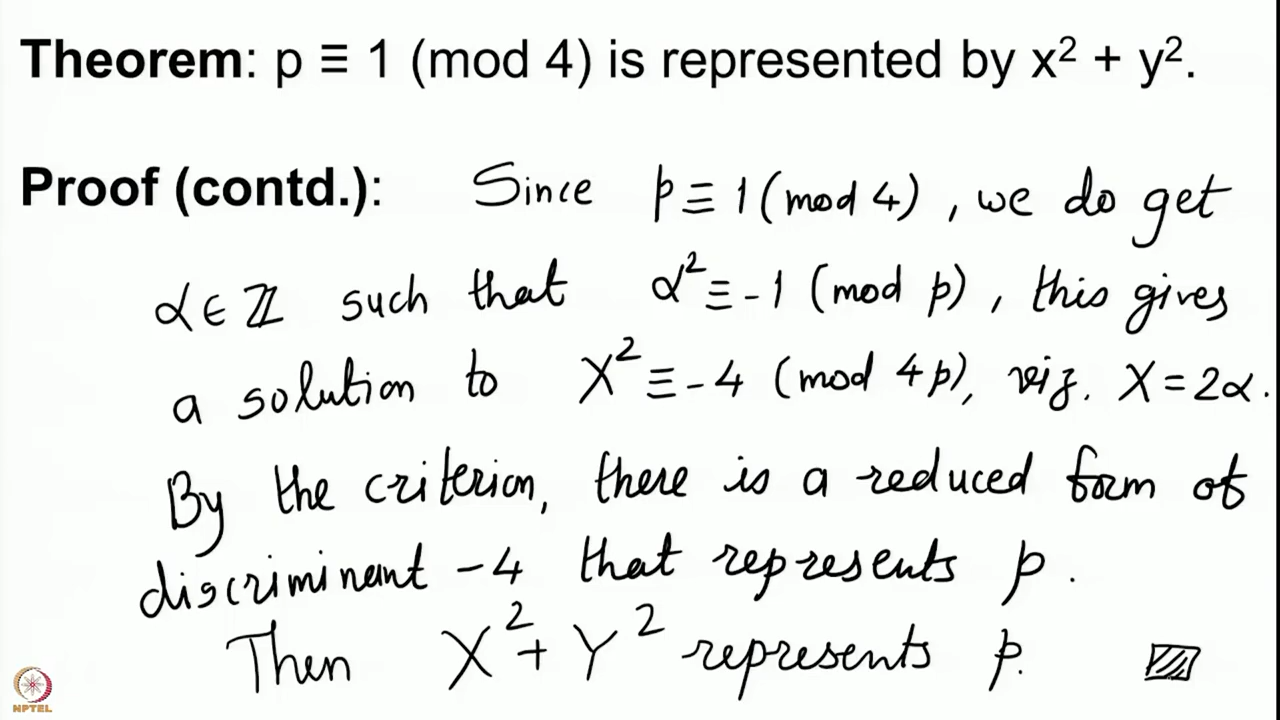 Theorem: p ≡ 1 (mod 4) is represented by x² + y².
Proof (contd.): Since p ≡ 1 (mod 4), we do get
α ∈ ℤ such that α² ≡ -1 (mod p), this gives
a solution to X² ≡ -4 (mod 4p), viz. X = 2α.
By the criterion, there is a reduced form of
discriminant -4 that represents p.
Then X² + Y² represents p.
NPTEL